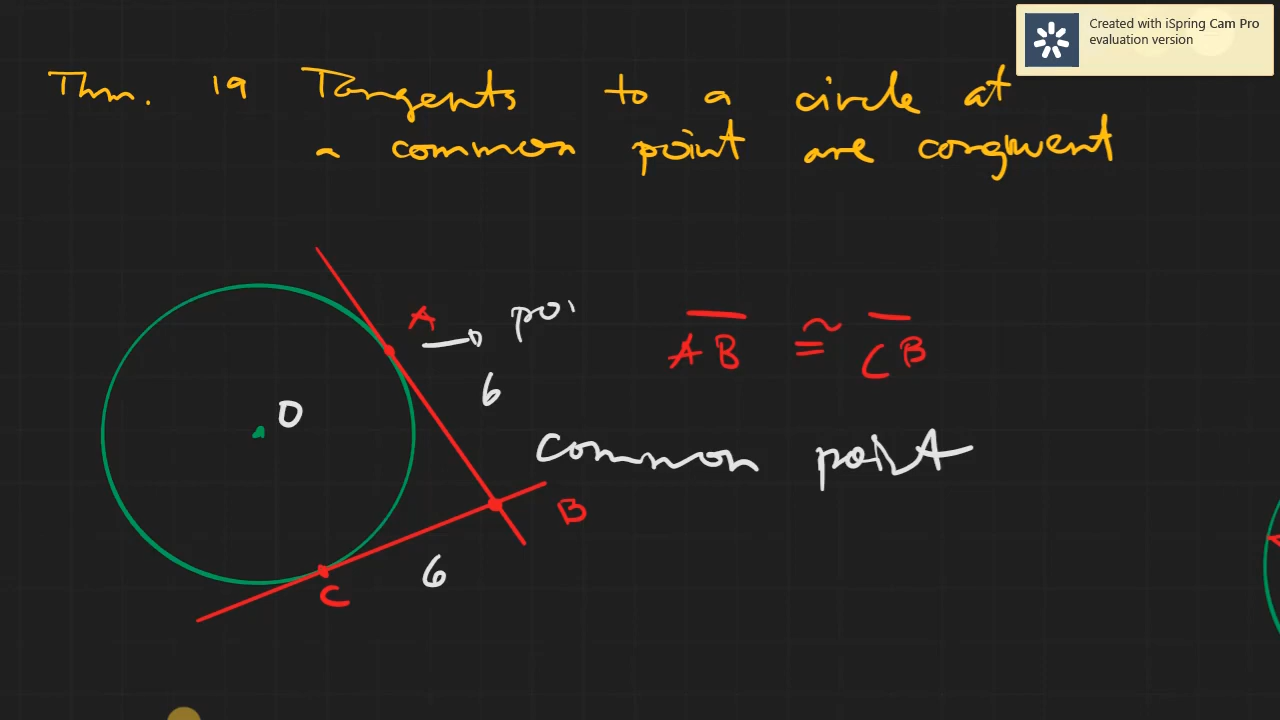 Created with iSpring Cam Pro
evaluation version
Thm. 19 Tangents to a circle at
a common point are congruent
A
poi
AB ≅ CB
6
O
common point
B
6
C